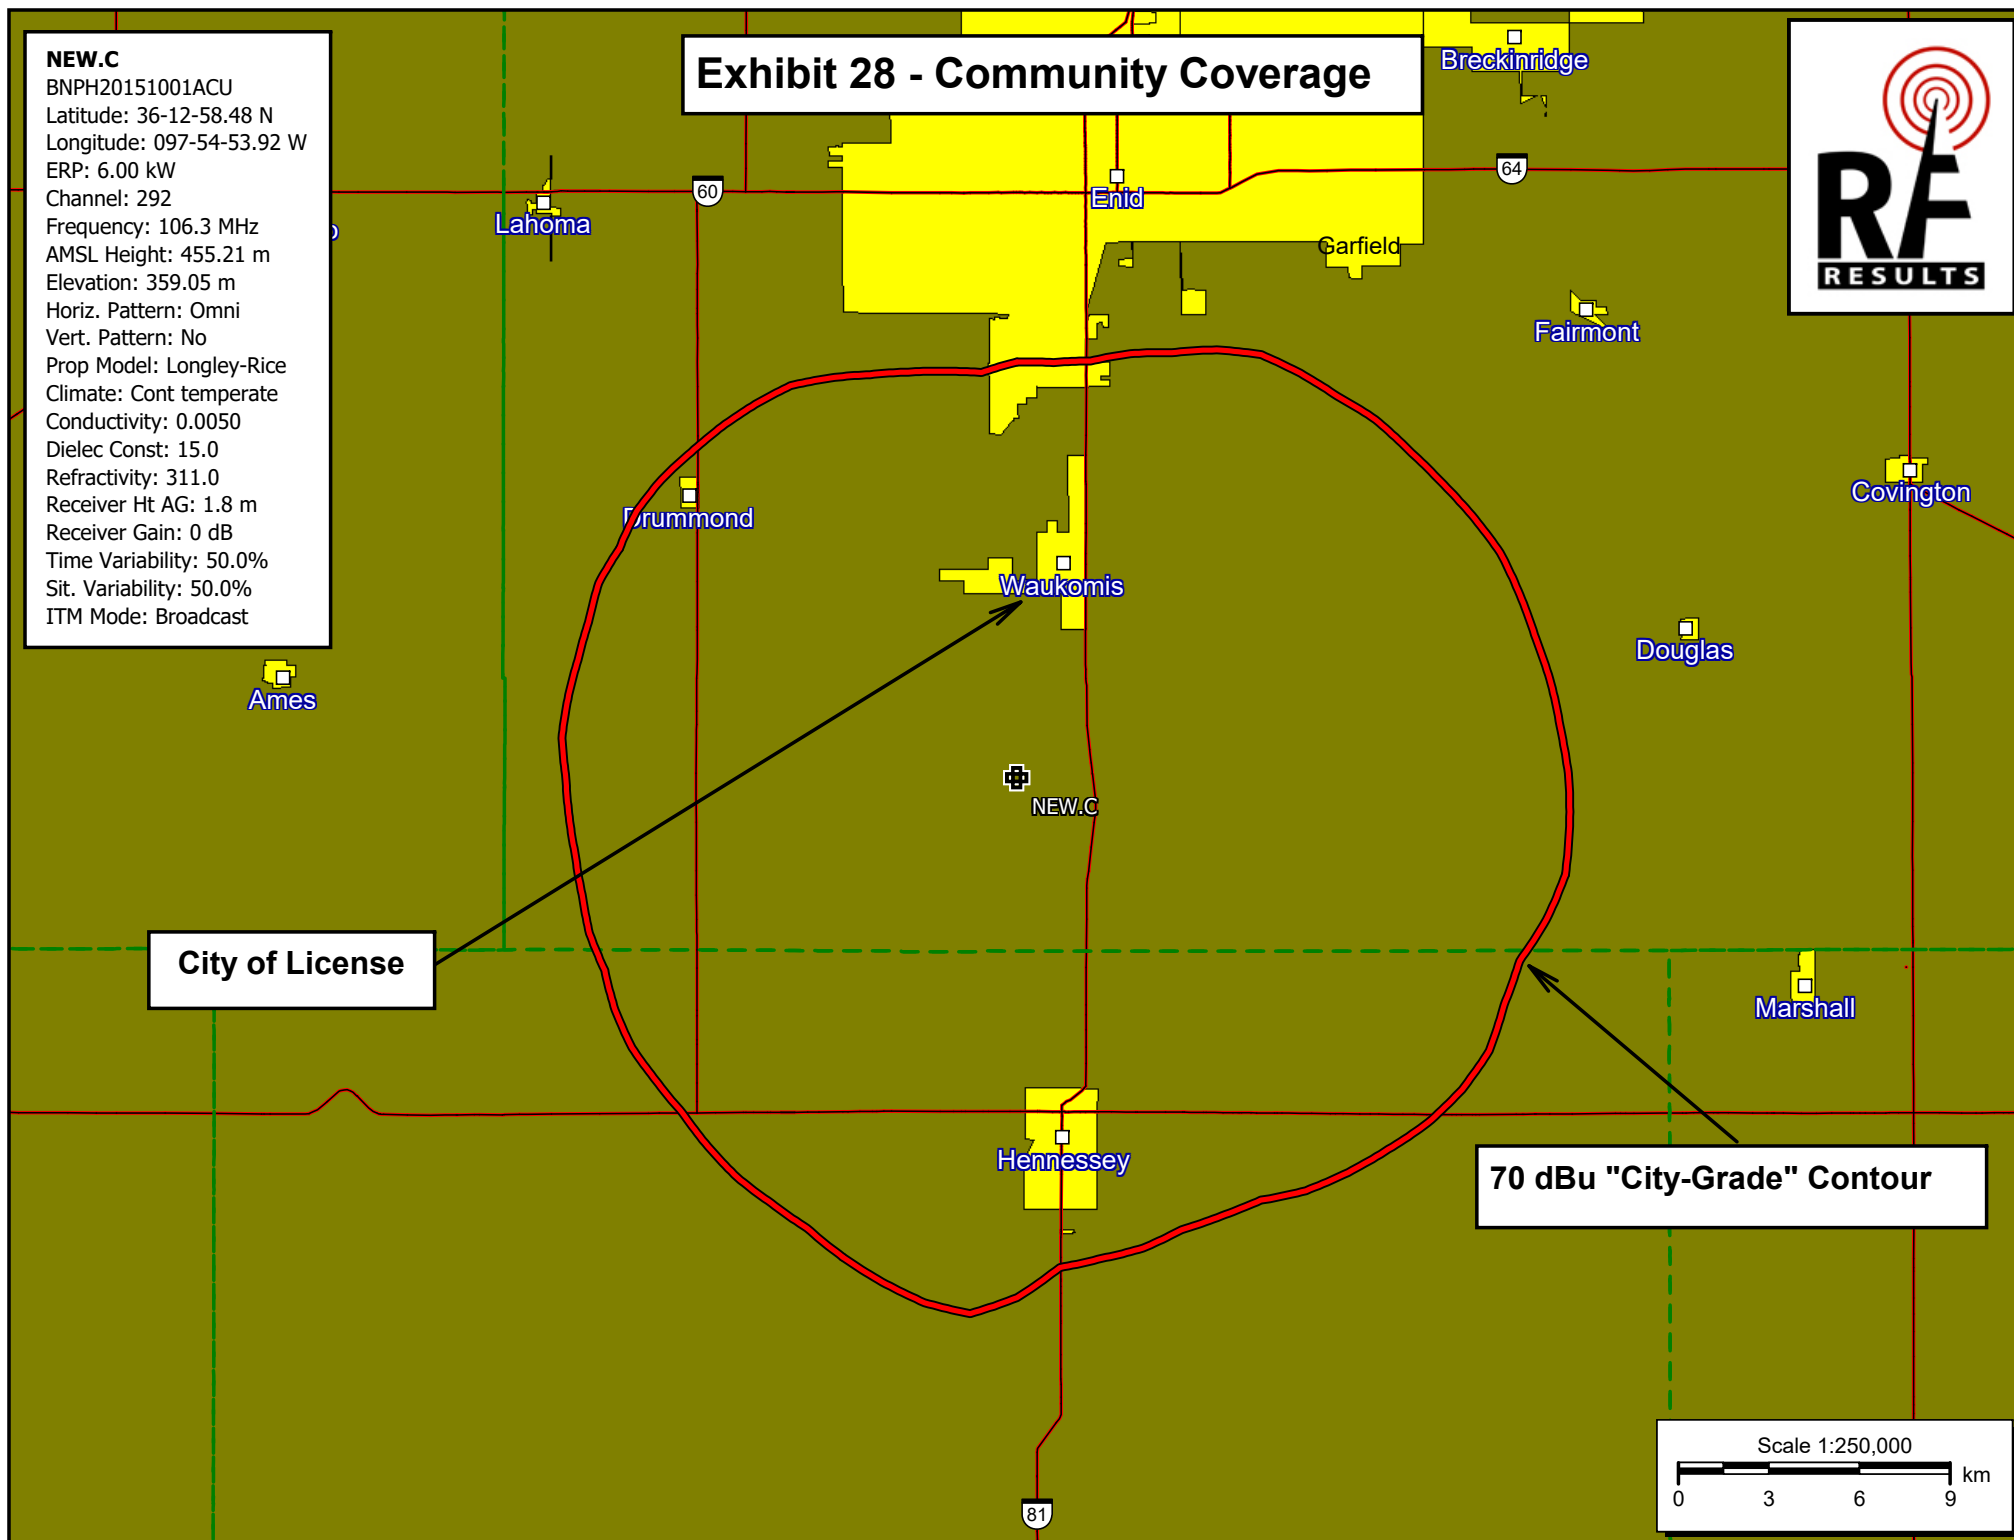 NEW.C
BNPH20151001ACU
Latitude: 36-12-58.48 N
Longitude: 097-54-53.92 W
ERP: 6.00 kW
Channel: 292
Frequency: 106.3 MHz
AMSL Height: 455.21 m
Elevation: 359.05 m
Horiz. Pattern: Omni
Vert. Pattern: No
Prop Model: Longley-Rice
Climate: Cont temperate
Conductivity: 0.0050
Dielec Const: 15.0
Refractivity: 311.0
Receiver Ht AG: 1.8 m
Receiver Gain: 0 dB
Time Variability: 50.0%
Sit. Variability: 50.0%
ITM Mode: Broadcast
Exhibit 28 - Community Coverage
Breckinridge
RF
RESULTS
64
60
Enid
Lahoma
Garfield
Fairmont
Covington
Drummond
Waukomis
Douglas
Ames
NEW.C
City of License
Marshall
Hennessey
70 dBu "City-Grade" Contour
Scale 1:250,000
km
0 3 6 9
81